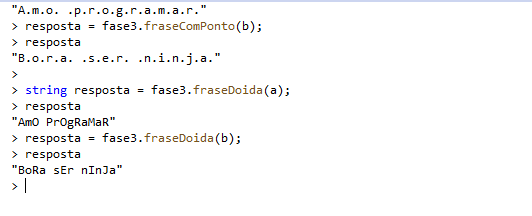 "A.m.o. .p.r.o.g.r.a.m.a.r."
> resposta = fase3.fraseComPonto(b);
> resposta
"B.o.r.a. .s.e.r. .n.i.n.j.a."
>
> string resposta = fase3.fraseDoida(a);
> resposta
"AmO PrOgRaMaR"
> resposta = fase3.fraseDoida(b);
> resposta
"BoRa sEr nInJa"
>